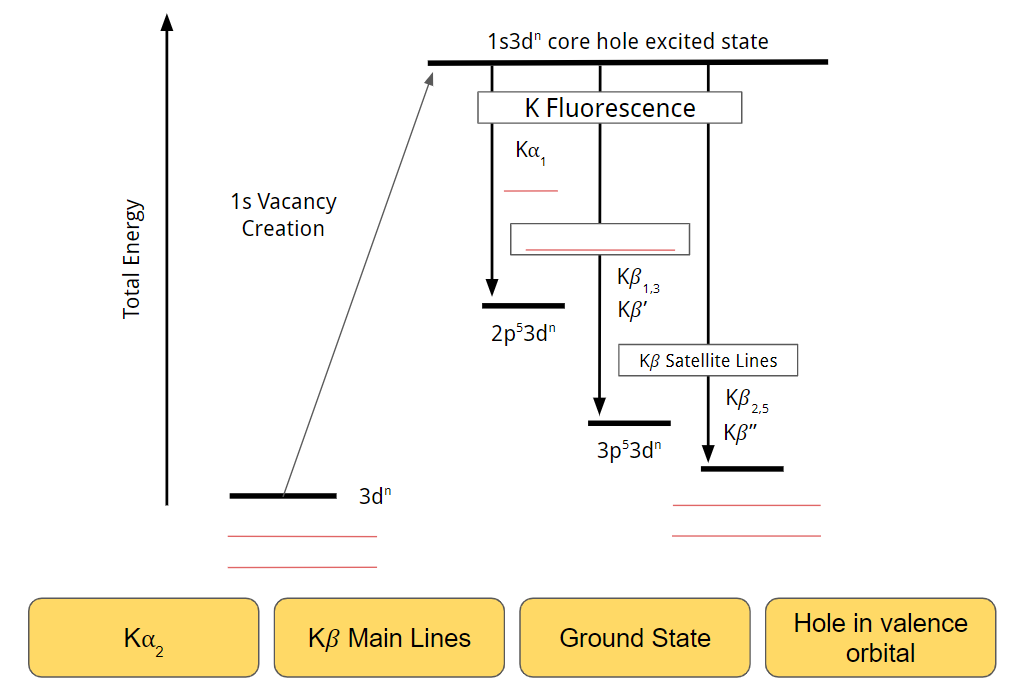 1s3dⁿ core hole excited state
K Fluorescence
Kα₁
1s Vacancy
Creation
Total Energy
Kβ₁,₃
Kβ′
2p⁵3dⁿ
Kβ Satellite Lines
Kβ₂,₅
Kβ″
3p⁵3dⁿ
3dⁿ
Kα₂
Kβ Main Lines
Ground State
Hole in valence
orbital